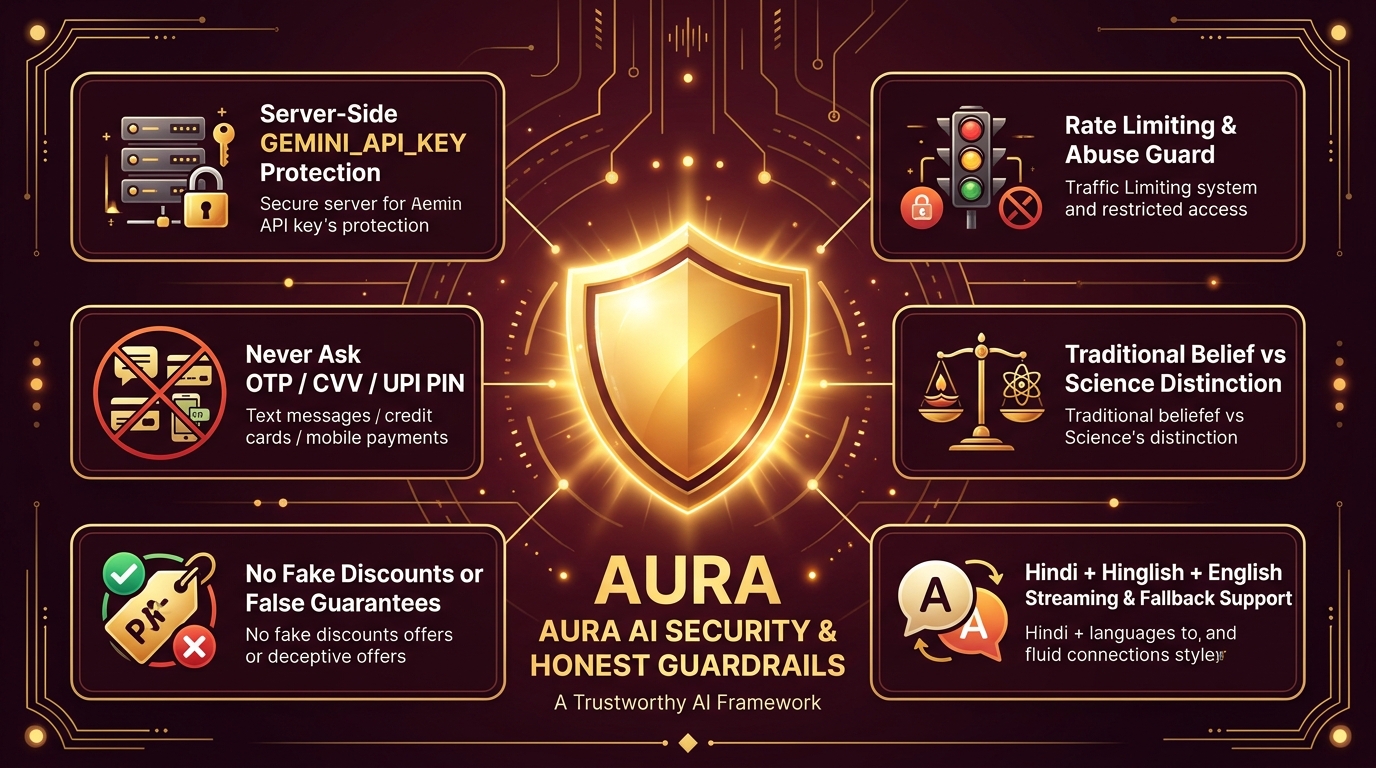 Server-Side
GEMINI_API_KEY
Protection
Secure server for Aemin
API key's protection
Never Ask
OTP / CVV / UPI PIN
Text messages / credit
cards / mobile payments
No Fake Discounts or
False Guarantees
No fake discounts offers
or deceptive offers
AURA
AURA AI SECURITY &
HONEST GUARDRAILS
A Trustworthy AI Framework
Rate Limiting &
Abuse Guard
Traffic Limiting system
and restricted access
Traditional Belief vs
Science Distinction
Traditional beliefef vs
Science's distinction
A
A
Hindi + Hinglish + English
Streaming & Fallback Support
Hindi + languages to, and
fluid connections